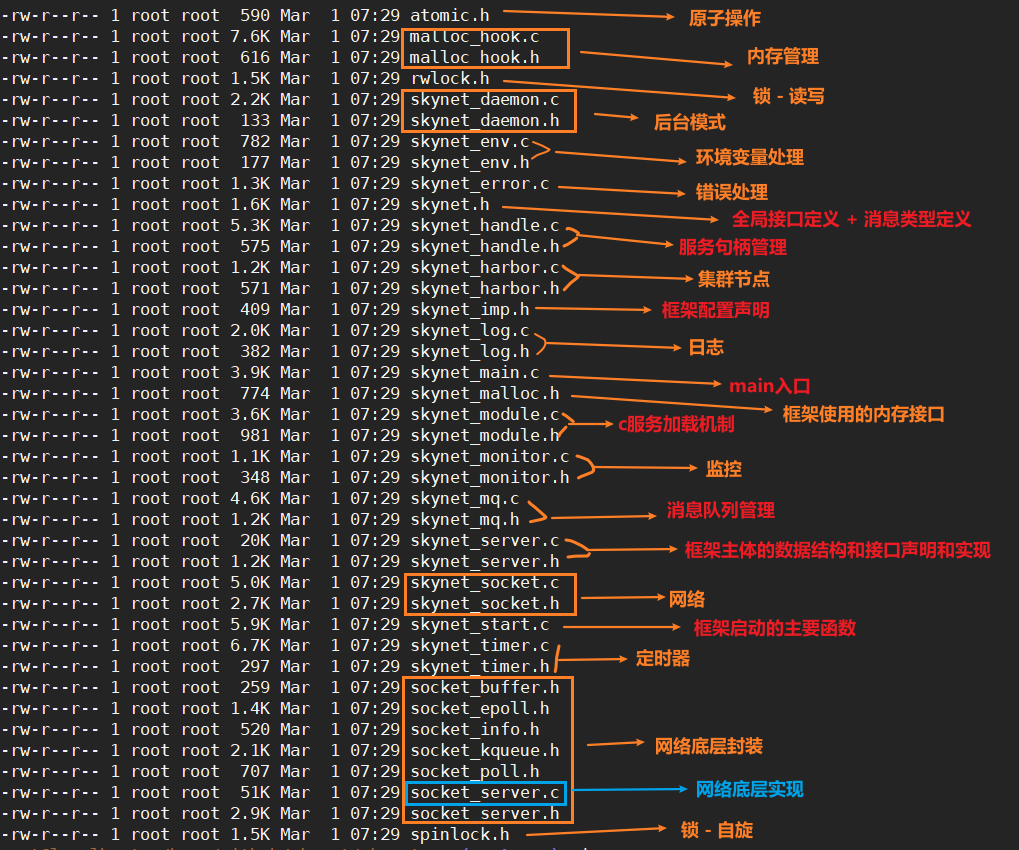 -rw-r--r-- 1 root root 590 Mar 1 07:29 atomic.h 原子操作
-rw-r--r-- 1 root root 7.6K Mar 1 07:29 malloc_hook.c
-rw-r--r-- 1 root root 616 Mar 1 07:29 malloc_hook.h 内存管理
-rw-r--r-- 1 root root 1.5K Mar 1 07:29 rwlock.h 锁 - 读写
-rw-r--r-- 1 root root 2.2K Mar 1 07:29 skynet_daemon.c
-rw-r--r-- 1 root root 133 Mar 1 07:29 skynet_daemon.h 后台模式
-rw-r--r-- 1 root root 782 Mar 1 07:29 skynet_env.c
-rw-r--r-- 1 root root 177 Mar 1 07:29 skynet_env.h 环境变量处理
-rw-r--r-- 1 root root 1.3K Mar 1 07:29 skynet_error.c 错误处理
-rw-r--r-- 1 root root 1.6K Mar 1 07:29 skynet.h 全局接口定义 + 消息类型定义
-rw-r--r-- 1 root root 5.3K Mar 1 07:29 skynet_handle.c
-rw-r--r-- 1 root root 575 Mar 1 07:29 skynet_handle.h 服务句柄管理
-rw-r--r-- 1 root root 1.2K Mar 1 07:29 skynet_harbor.c
-rw-r--r-- 1 root root 571 Mar 1 07:29 skynet_harbor.h 集群节点
-rw-r--r-- 1 root root 409 Mar 1 07:29 skynet_imp.h 框架配置声明
-rw-r--r-- 1 root root 2.0K Mar 1 07:29 skynet_log.c
-rw-r--r-- 1 root root 382 Mar 1 07:29 skynet_log.h 日志
-rw-r--r-- 1 root root 3.9K Mar 1 07:29 skynet_main.c main入口
-rw-r--r-- 1 root root 774 Mar 1 07:29 skynet_malloc.h 框架使用的内存接口
-rw-r--r-- 1 root root 3.6K Mar 1 07:29 skynet_module.c
-rw-r--r-- 1 root root 981 Mar 1 07:29 skynet_module.h c服务加载机制
-rw-r--r-- 1 root root 1.1K Mar 1 07:29 skynet_monitor.c
-rw-r--r-- 1 root root 348 Mar 1 07:29 skynet_monitor.h 监控
-rw-r--r-- 1 root root 4.6K Mar 1 07:29 skynet_mq.c
-rw-r--r-- 1 root root 1.2K Mar 1 07:29 skynet_mq.h 消息队列管理
-rw-r--r-- 1 root root 20K Mar 1 07:29 skynet_server.c 框架主体的数据结构和接口声明和实现
-rw-r--r-- 1 root root 1.2K Mar 1 07:29 skynet_server.h
-rw-r--r-- 1 root root 5.0K Mar 1 07:29 skynet_socket.c
-rw-r--r-- 1 root root 2.7K Mar 1 07:29 skynet_socket.h 网络
-rw-r--r-- 1 root root 5.9K Mar 1 07:29 skynet_start.c 框架启动的主要函数
-rw-r--r-- 1 root root 6.7K Mar 1 07:29 skynet_timer.c
-rw-r--r-- 1 root root 297 Mar 1 07:29 skynet_timer.h 定时器
-rw-r--r-- 1 root root 259 Mar 1 07:29 socket_buffer.h
-rw-r--r-- 1 root root 1.4K Mar 1 07:29 socket_epoll.h
-rw-r--r-- 1 root root 520 Mar 1 07:29 socket_info.h
-rw-r--r-- 1 root root 2.1K Mar 1 07:29 socket_kqueue.h 网络底层封装
-rw-r--r-- 1 root root 707 Mar 1 07:29 socket_poll.h
-rw-r--r-- 1 root root 51K Mar 1 07:29 socket_server.c 网络底层实现
-rw-r--r-- 1 root root 2.9K Mar 1 07:29 socket_server.h
-rw-r--r-- 1 root root 1.5K Mar 1 07:29 spinlock.h 锁 - 自旋